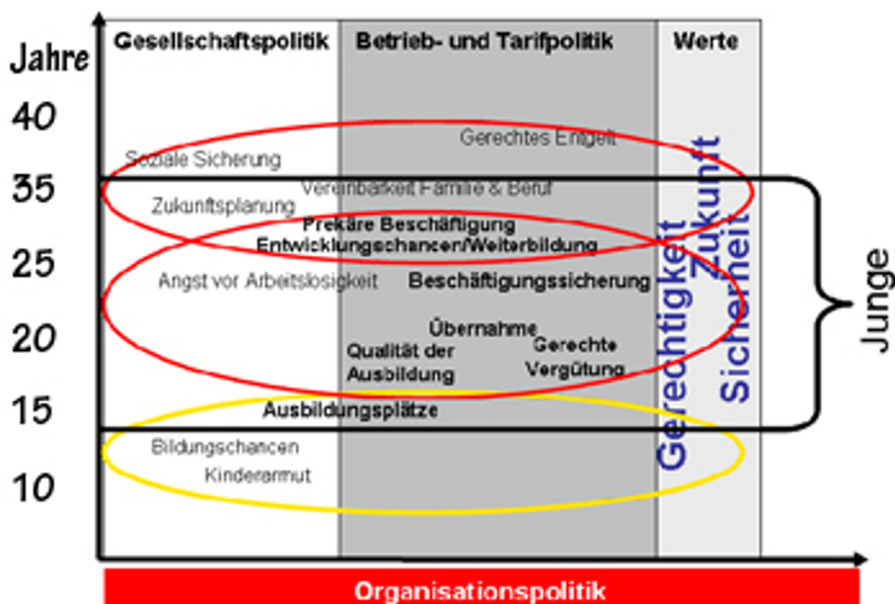 Gesellschaftspolitik
Betrieb- und Tarifpolitik
Werte
Jahre
40
35
25
20
15
10
Gerechtes Entgelt
Soziale Sicherung
Vereinbarkeit Familie & Beruf
Zukunftsplanung
Prekäre Beschäftigung
Entwicklungschancen/Weiterbildung
Angst vor Arbeitslosigkeit
Beschäftigungssicherung
Übernahme
Qualität der
Ausbildung
Gerechte
Vergütung
Ausbildungsplätze
Bildungschancen
Kinderarmut
Gerechtigkeit
Zukunft
Sicherheit
Junge
Organisationspolitik